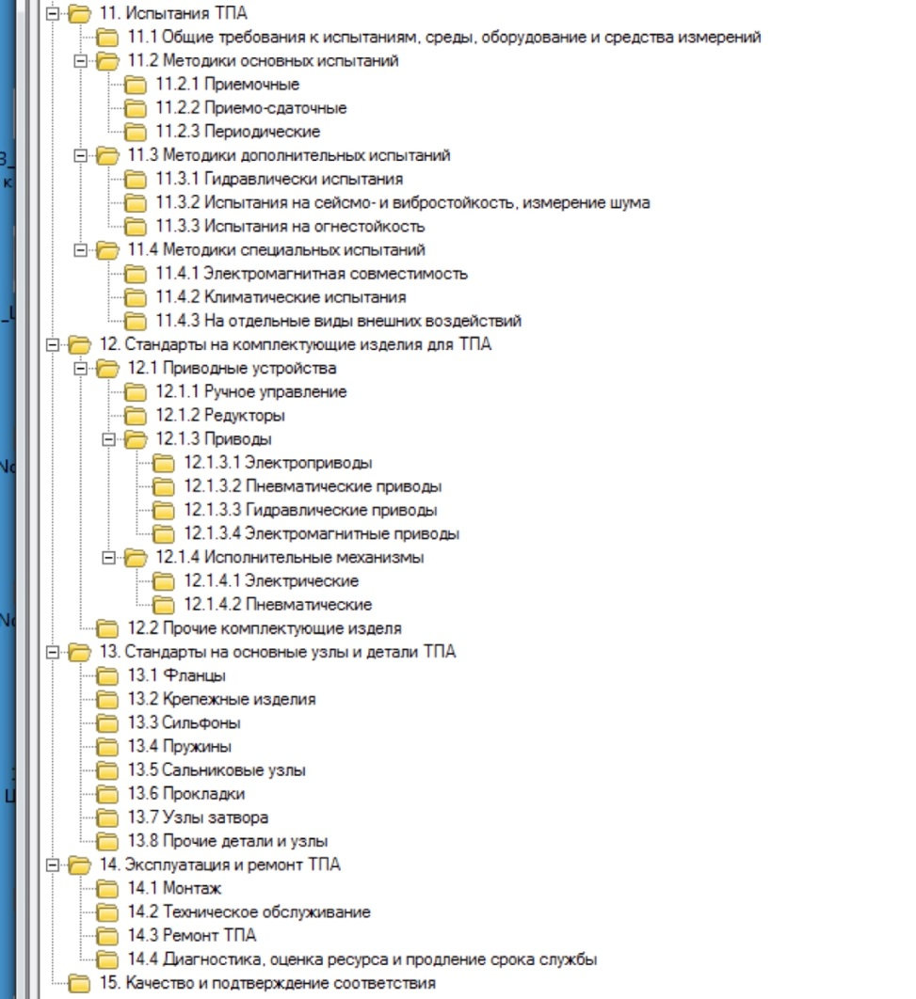 11. Испытания ТПА
11.1 Общие требования к испытаниям, среды, оборудование и средства измерений
11.2 Методики основных испытаний
11.2.1 Приемочные
11.2.2 Приемо-сдаточные
11.2.3 Периодические
11.3 Методики дополнительных испытаний
11.3.1 Гидравлически испытания
11.3.2 Испытания на сейсмо- и вибростойкость, измерение шума
11.3.3 Испытания на огнестойкость
11.4 Методики специальных испытаний
11.4.1 Электромагнитная совместимость
11.4.2 Климатические испытания
11.4.3 На отдельные виды внешних воздействий
12. Стандарты на комплектующие изделия для ТПА
12.1 Приводные устройства
12.1.1 Ручное управление
12.1.2 Редукторы
12.1.3 Приводы
12.1.3.1 Электроприводы
12.1.3.2 Пневматические приводы
12.1.3.3 Гидравлические приводы
12.1.3.4 Электромагнитные приводы
12.1.4 Исполнительные механизмы
12.1.4.1 Электрические
12.1.4.2 Пневматические
12.2 Прочие комплектующие изделя
13. Стандарты на основные узлы и детали ТПА
13.1 Фланцы
13.2 Крепежные изделия
13.3 Сильфоны
13.4 Пружины
13.5 Сальниковые узлы
13.6 Прокладки
13.7 Узлы затвора
13.8 Прочие детали и узлы
14. Эксплуатация и ремонт ТПА
14.1 Монтаж
14.2 Техническое обслуживание
14.3 Ремонт ТПА
14.4 Диагностика, оценка ресурса и продление срока службы
15. Качество и подтверждение соответствия